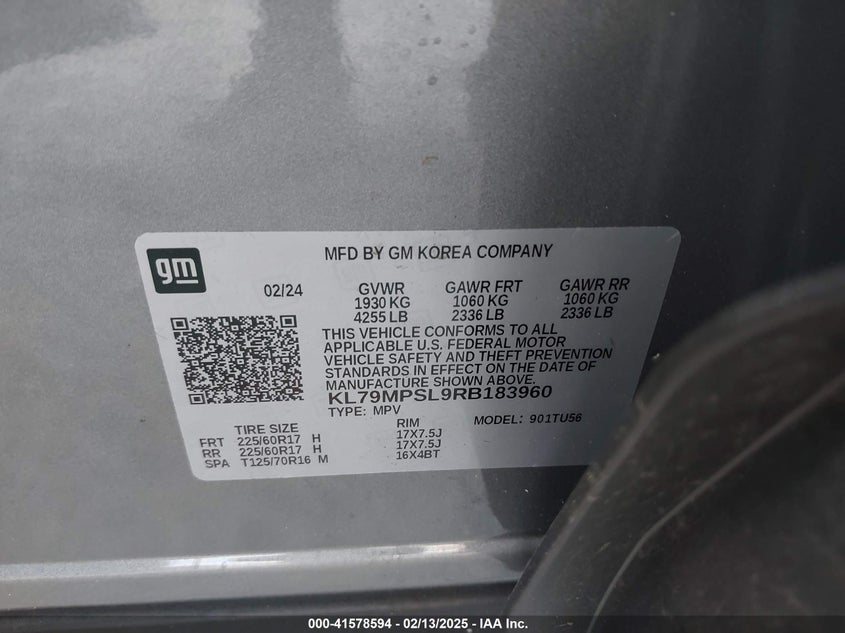 gm
MFD BY GM KOREA COMPANY
02/24 GVWR GAWR FRT GAWR RR
1930 KG 1060 KG 1060 KG
4255 LB 2336 LB 2336 LB
THIS VEHICLE CONFORMS TO ALL
APPLICABLE U.S. FEDERAL MOTOR
VEHICLE SAFETY AND THEFT PREVENTION
STANDARDS IN EFFECT ON THE DATE OF
MANUFACTURE SHOWN ABOVE.
KL79MPSL9RB183960
TYPE: MPV MODEL: 901TU56
TIRE SIZE RIM
FRT 225/60R17 H 17X7.5J
RR 225/60R17 H 17X7.5J
SPA T125/70R16 M 16X4BT
000-41578594 - 02/13/2025 - IAA Inc.